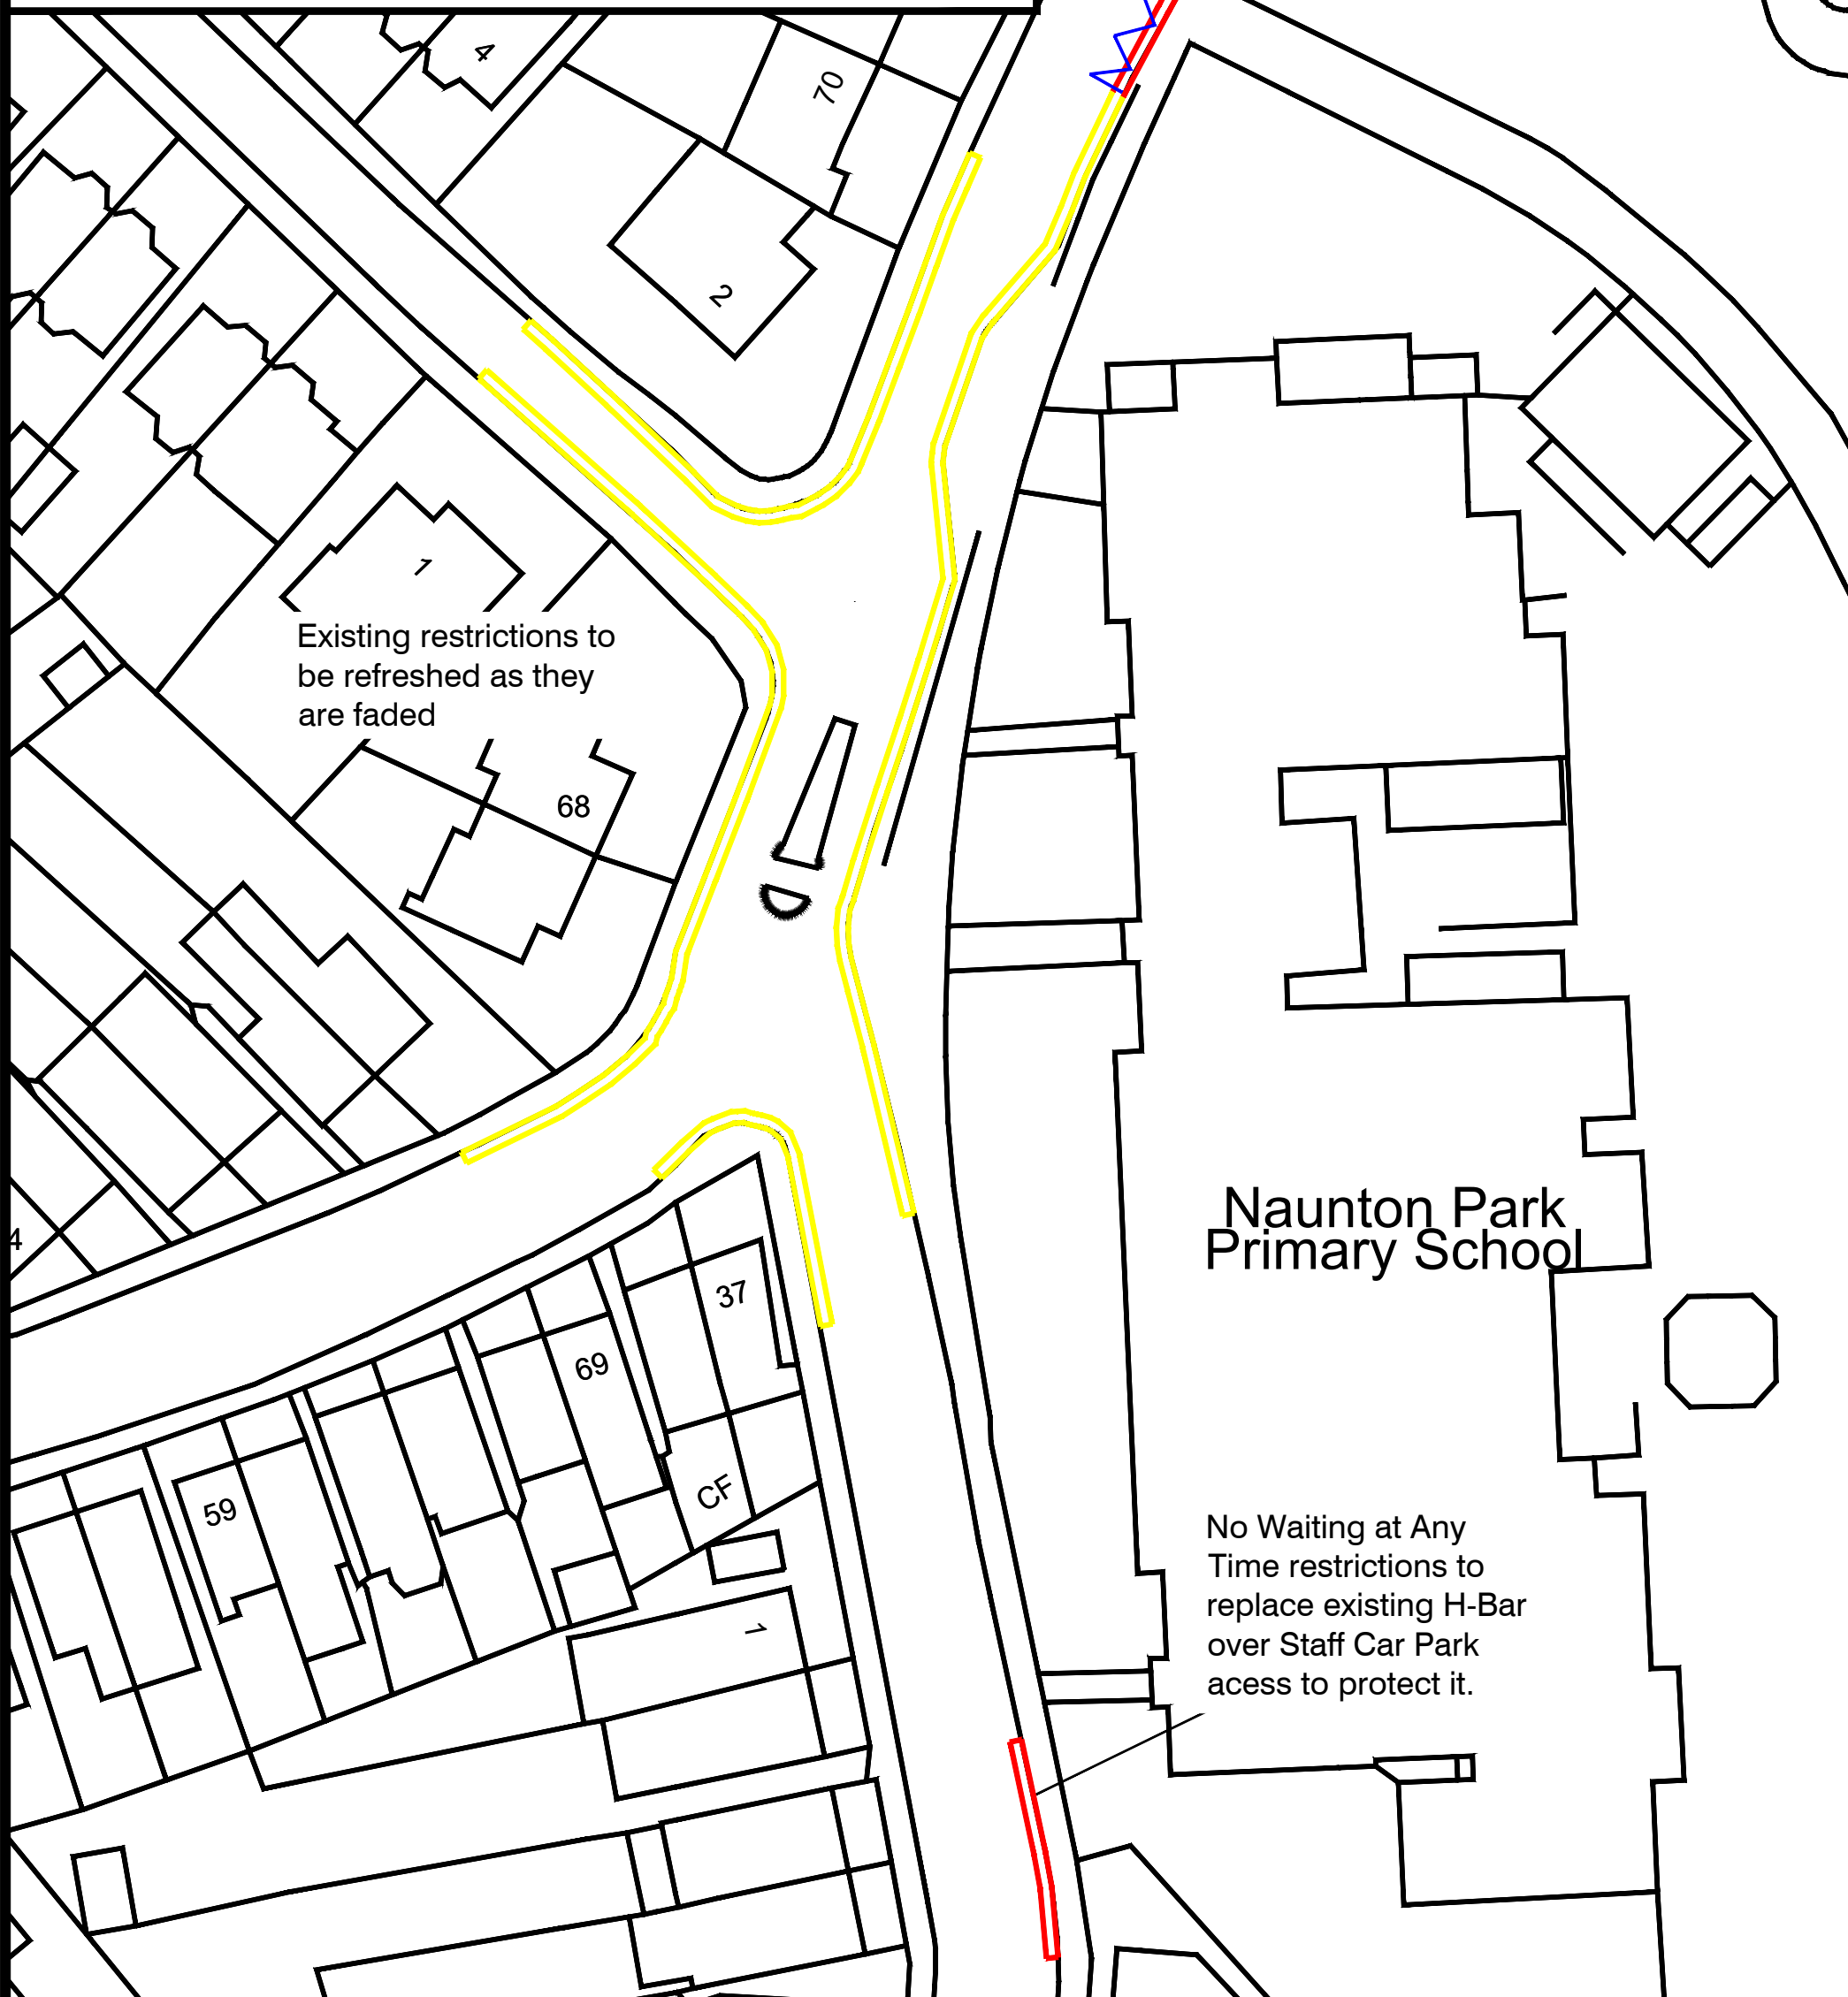 4
70
2
1
Existing restrictions to
be refreshed as they
are faded
68
4
Naunton Park
Primary School
37
69
59
CF
No Waiting at Any
Time restrictions to
replace existing H-Bar
over Staff Car Park
acess to protect it.
1